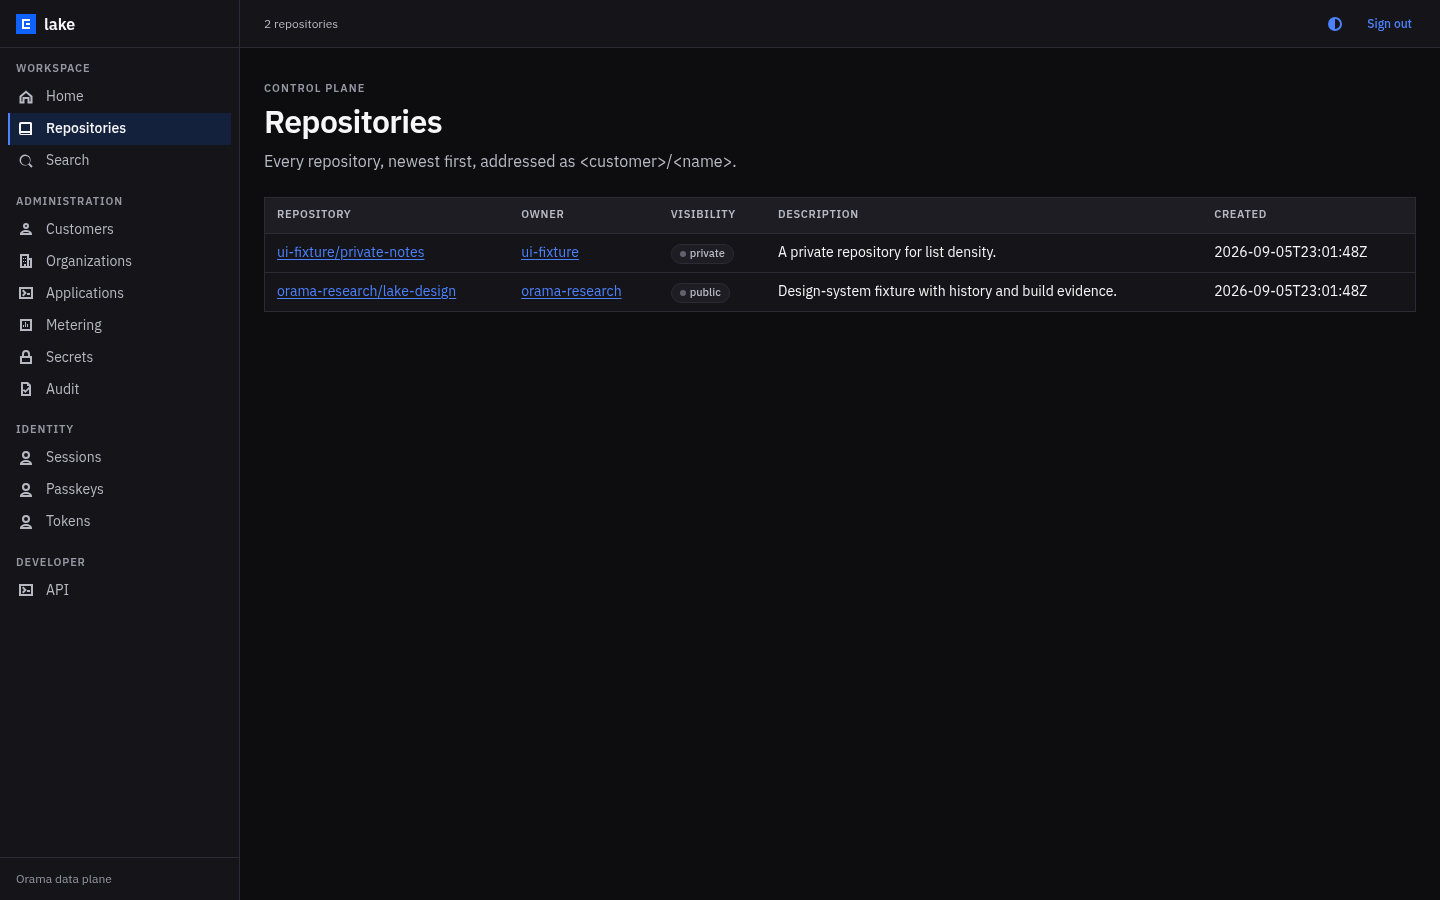 lake
2 repositories
Sign out
WORKSPACE
Home
Repositories
Search
ADMINISTRATION
Customers
Organizations
Applications
Metering
Secrets
Audit
IDENTITY
Sessions
Passkeys
Tokens
DEVELOPER
API
Orama data plane
CONTROL PLANE
Repositories
Every repository, newest first, addressed as <customer>/<name>.
REPOSITORY OWNER VISIBILITY DESCRIPTION CREATED
ui-fixture/private-notes ui-fixture private A private repository for list density. 2026-09-05T23:01:48Z
orama-research/lake-design orama-research public Design-system fixture with history and build evidence. 2026-09-05T23:01:48Z